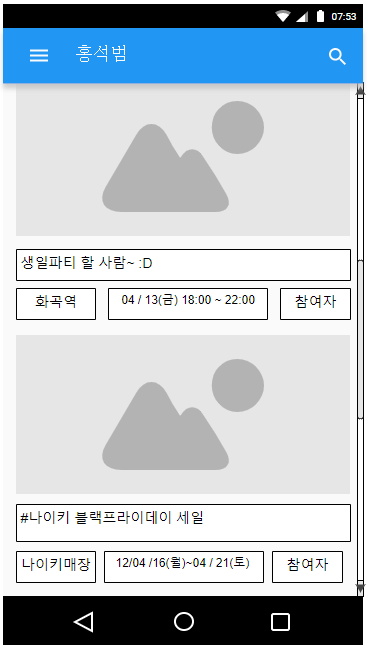 07:53
홍석범
생일파티 할 사람~ :D
화곡역
04 / 13(금) 18:00 ~ 22:00
참여자
#나이키 블랙프라이데이 세일
나이키매장
12/04 /16(월)~04 / 21(토)
참여자